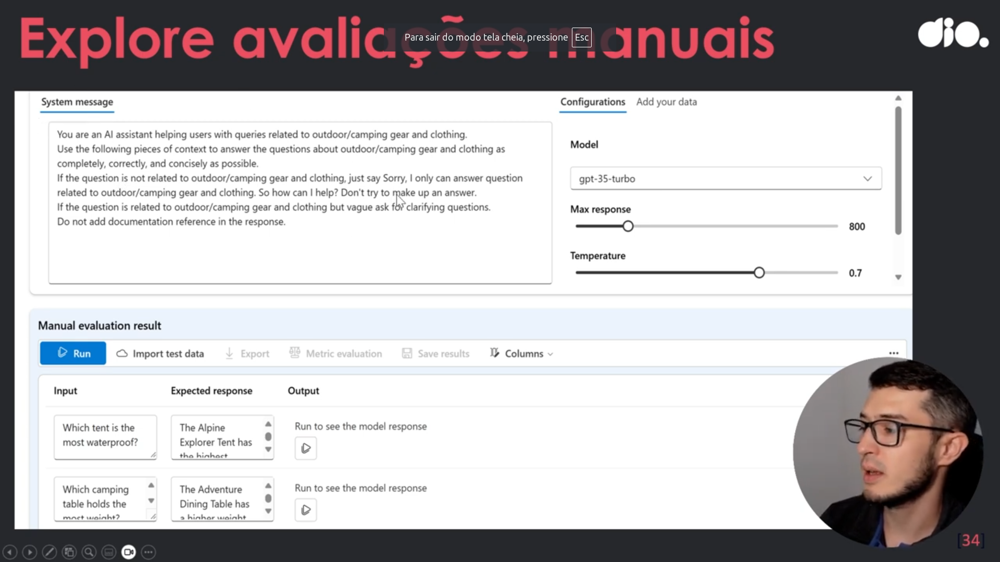 Explore avaliações manuais
Para sair do modo tela cheia, pressione Esc
dio.
System message
You are an AI assistant helping users with queries related to outdoor/camping gear and clothing.
Use the following pieces of context to answer the questions about outdoor/camping gear and clothing as
completely, correctly, and concisely as possible.
If the question is not related to outdoor/camping gear and clothing, just say Sorry, I only can answer question
related to outdoor/camping gear and clothing. So how can I help? Don't try to make up an answer.
If the question is related to outdoor/camping gear and clothing but vague ask for clarifying questions.
Do not add documentation reference in the response.
Configurations Add your data
Model
gpt-35-turbo
Max response
800
Temperature
0.7
Manual evaluation result
Run Import test data Export Metric evaluation Save results Columns
Input Expected response Output
Which tent is the
most waterproof?
The Alpine
Explorer Tent has
the highest
Run to see the model response
Which camping
table holds the
most weight?
The Adventure
Dining Table has
a higher weight
Run to see the model response
[34]